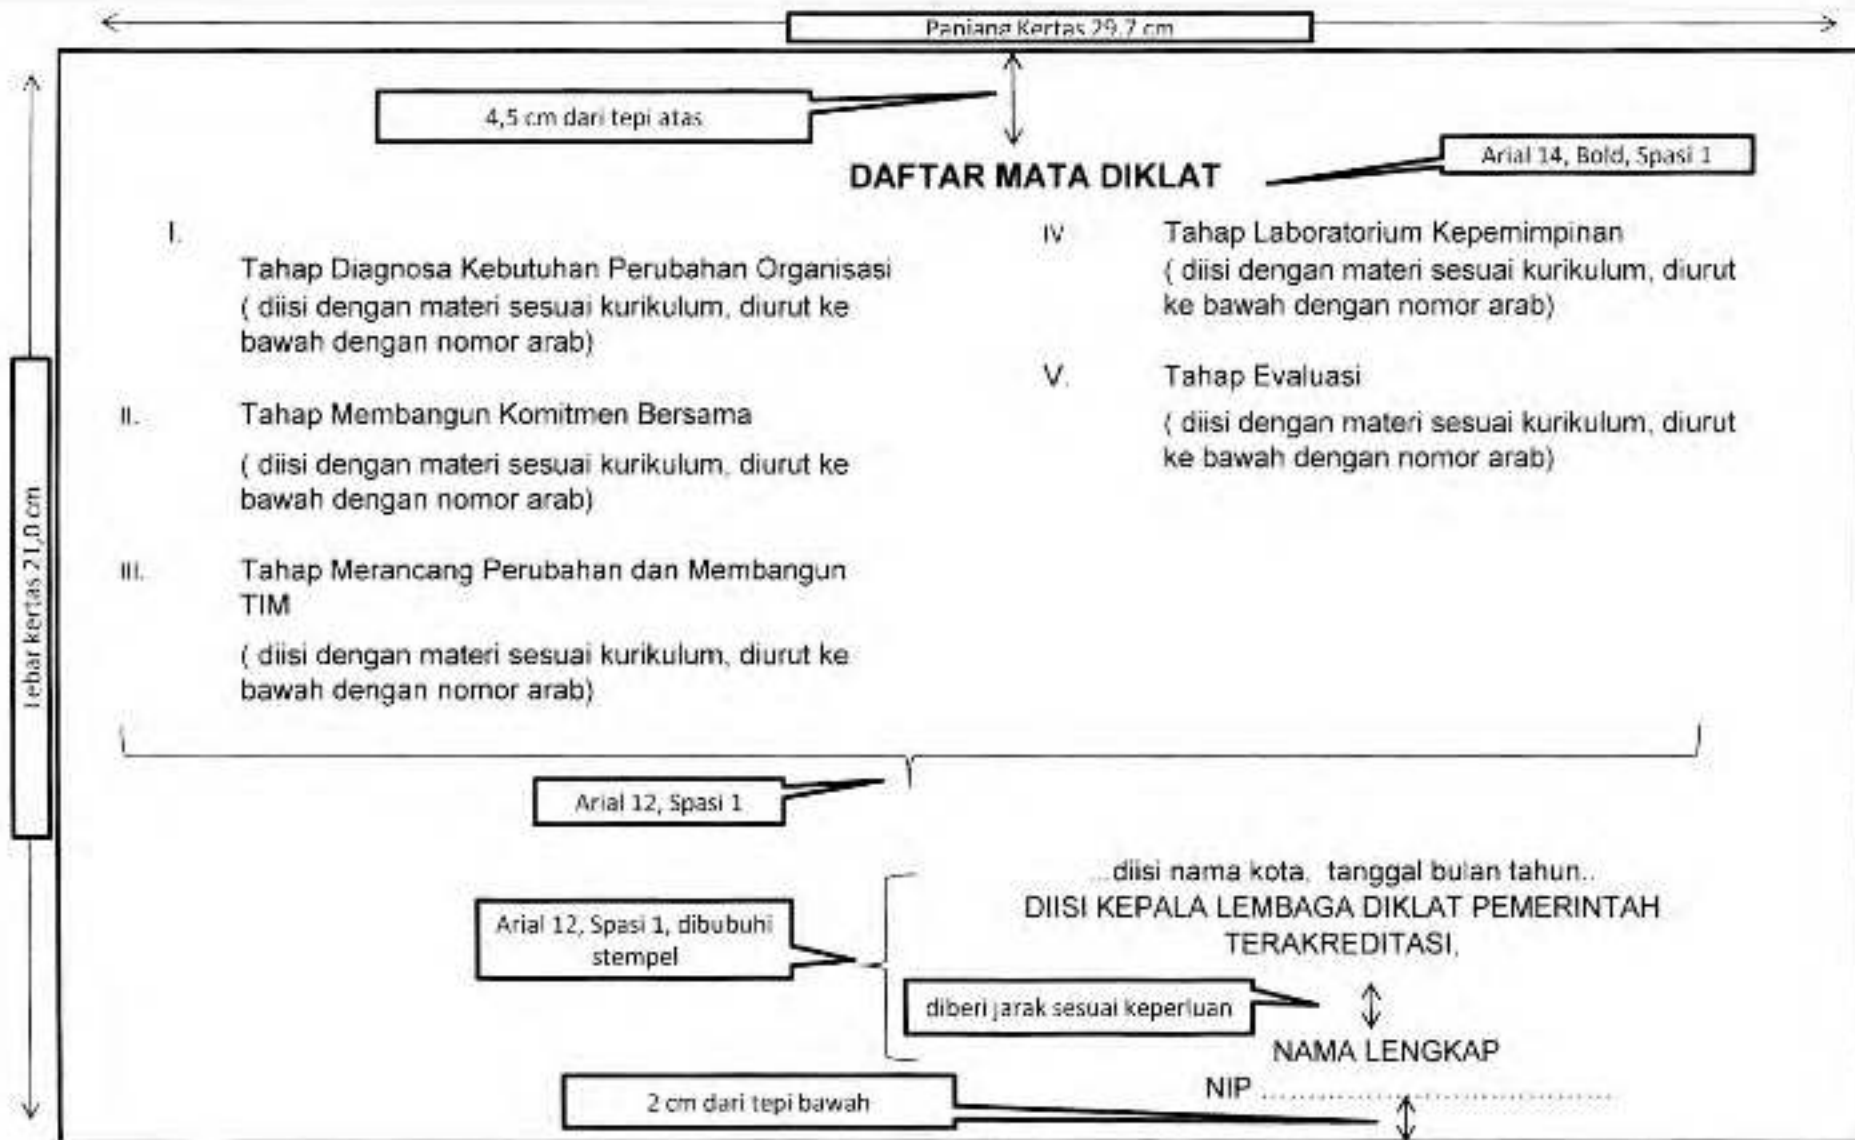 Panjang Kertas 29,7 cm
4,5 cm dari tepi atas
DAFTAR MATA DIKLAT
Arial 14, Bold, Spasi 1
I.
Tahap Diagnosa Kebutuhan Perubahan Organisasi
( diisi dengan materi sesuai kurikulum, diurut ke
bawah dengan nomor arab)
II. Tahap Membangun Komitmen Bersama
( diisi dengan materi sesuai kurikulum, diurut ke
bawah dengan nomor arab)
III. Tahap Merancang Perubahan dan Membangun
TIM
( diisi dengan materi sesuai kurikulum, diurut ke
bawah dengan nomor arab)
IV Tahap Laboratorium Kepemimpinan
( diisi dengan materi sesuai kurikulum, diurut
ke bawah dengan nomor arab)
V. Tahap Evaluasi
( diisi dengan materi sesuai kurikulum, diurut
ke bawah dengan nomor arab)
Lebar kertas 21,0 cm
Arial 12, Spasi 1
...diisi nama kota, tanggal bulan tahun..
DIISI KEPALA LEMBAGA DIKLAT PEMERINTAH
TERAKREDITASI,
Arial 12, Spasi 1, dibubuhi
stempel
diberi jarak sesuai keperluan
NAMA LENGKAP
NIP ........................................
2 cm dari tepi bawah